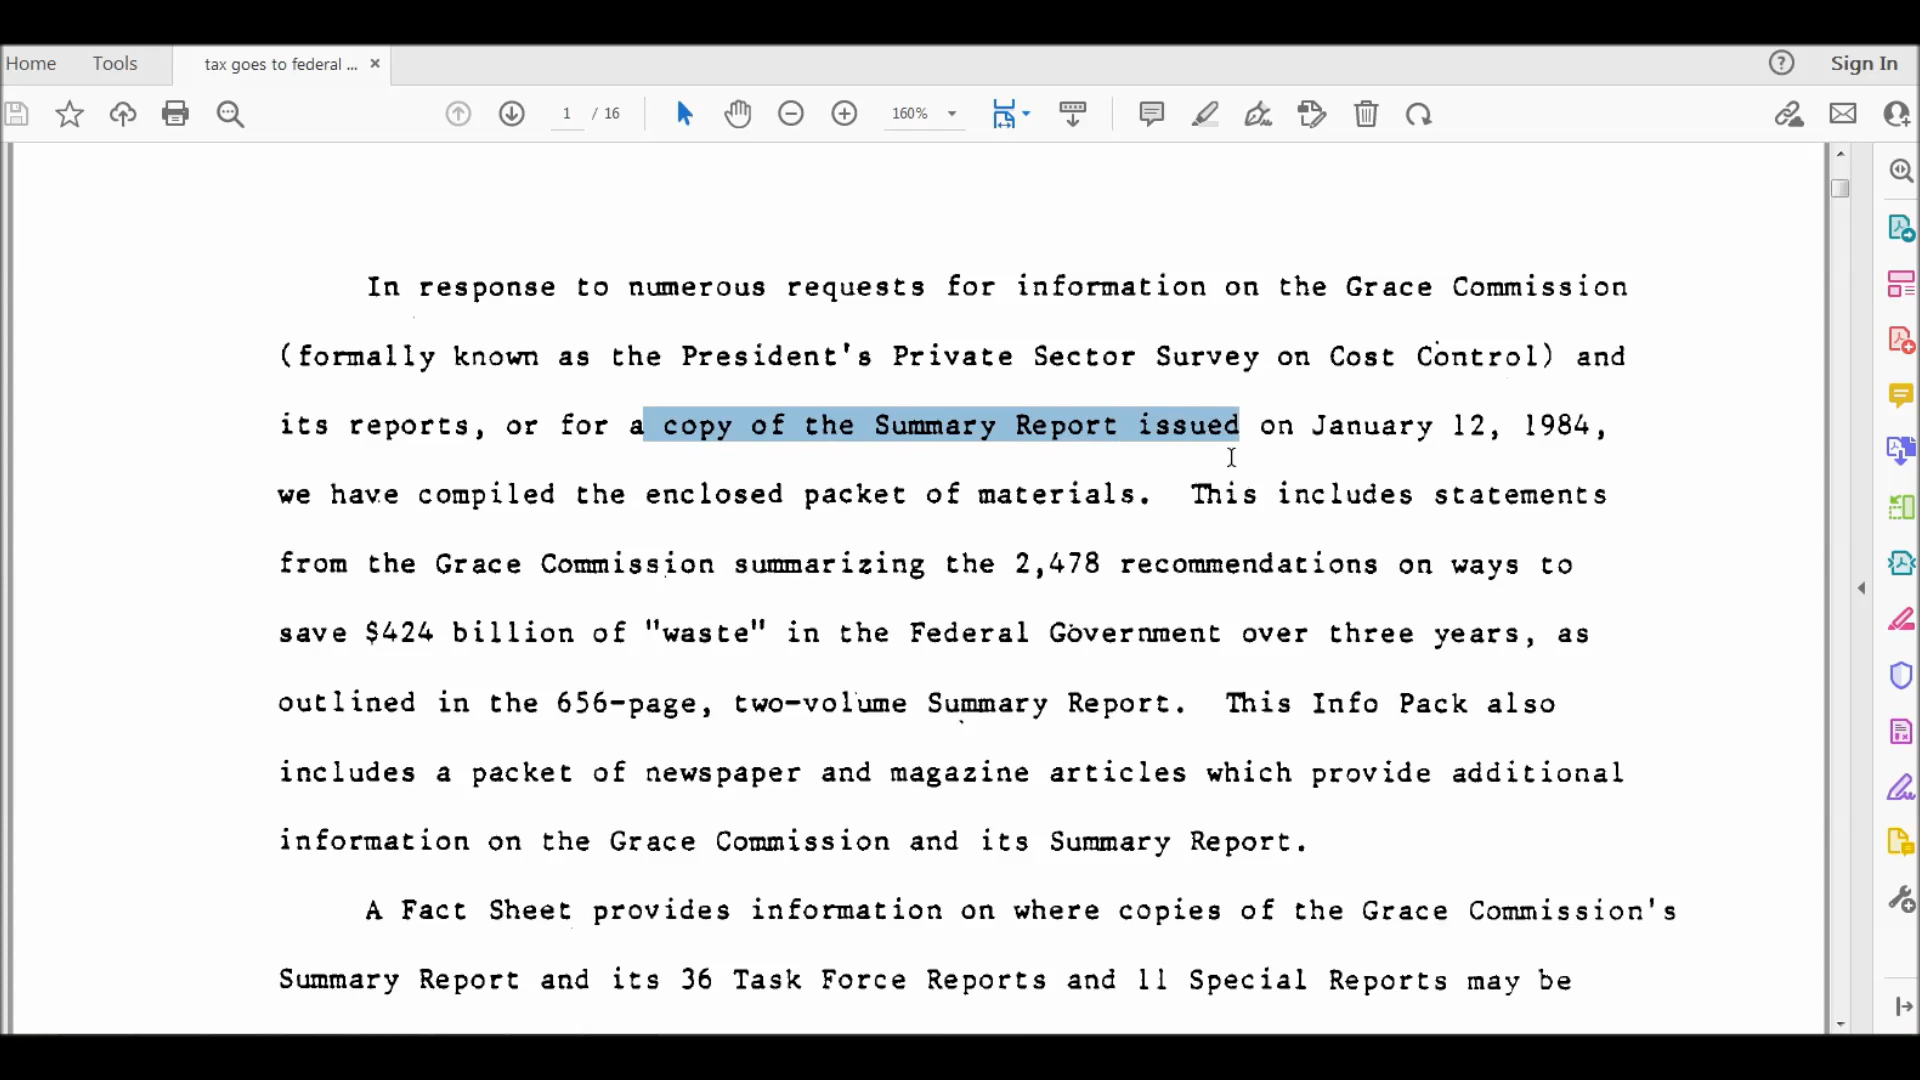 Home Tools tax goes to federal ... × Sign In
1 / 16 160%
In response to numerous requests for information on the Grace Commission
(formally known as the President's Private Sector Survey on Cost Control) and
its reports, or for a copy of the Summary Report issued on January 12, 1984,
we have compiled the enclosed packet of materials. This includes statements
from the Grace Commission summarizing the 2,478 recommendations on ways to
save $424 billion of "waste" in the Federal Government over three years, as
outlined in the 656-page, two-volume Summary Report. This Info Pack also
includes a packet of newspaper and magazine articles which provide additional
information on the Grace Commission and its Summary Report.
A Fact Sheet provides information on where copies of the Grace Commission's
Summary Report and its 36 Task Force Reports and 11 Special Reports may be